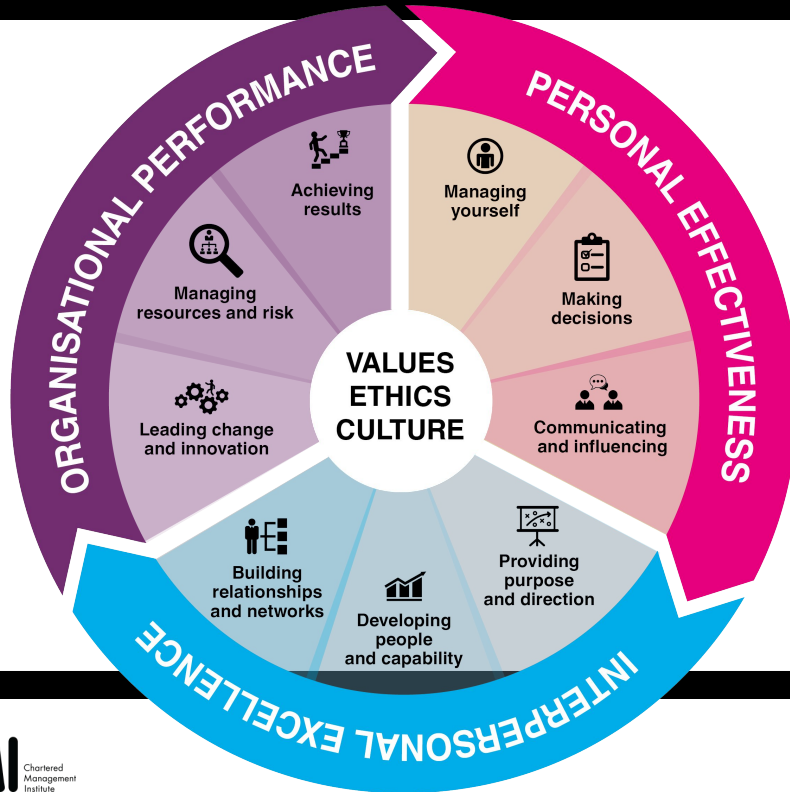 ORGANISATIONAL PERFORMANCE
PERSONAL EFFECTIVENESS
INTERPERSONAL EXCELLENCE
Achieving
results
Managing
yourself
Managing
resources and risk
Making
decisions
Leading change
and innovation
VALUES
ETHICS
CULTURE
Communicating
and influencing
Building
relationships
and networks
Developing
people
and capability
Providing
purpose
and direction
Chartered
Management
Institute